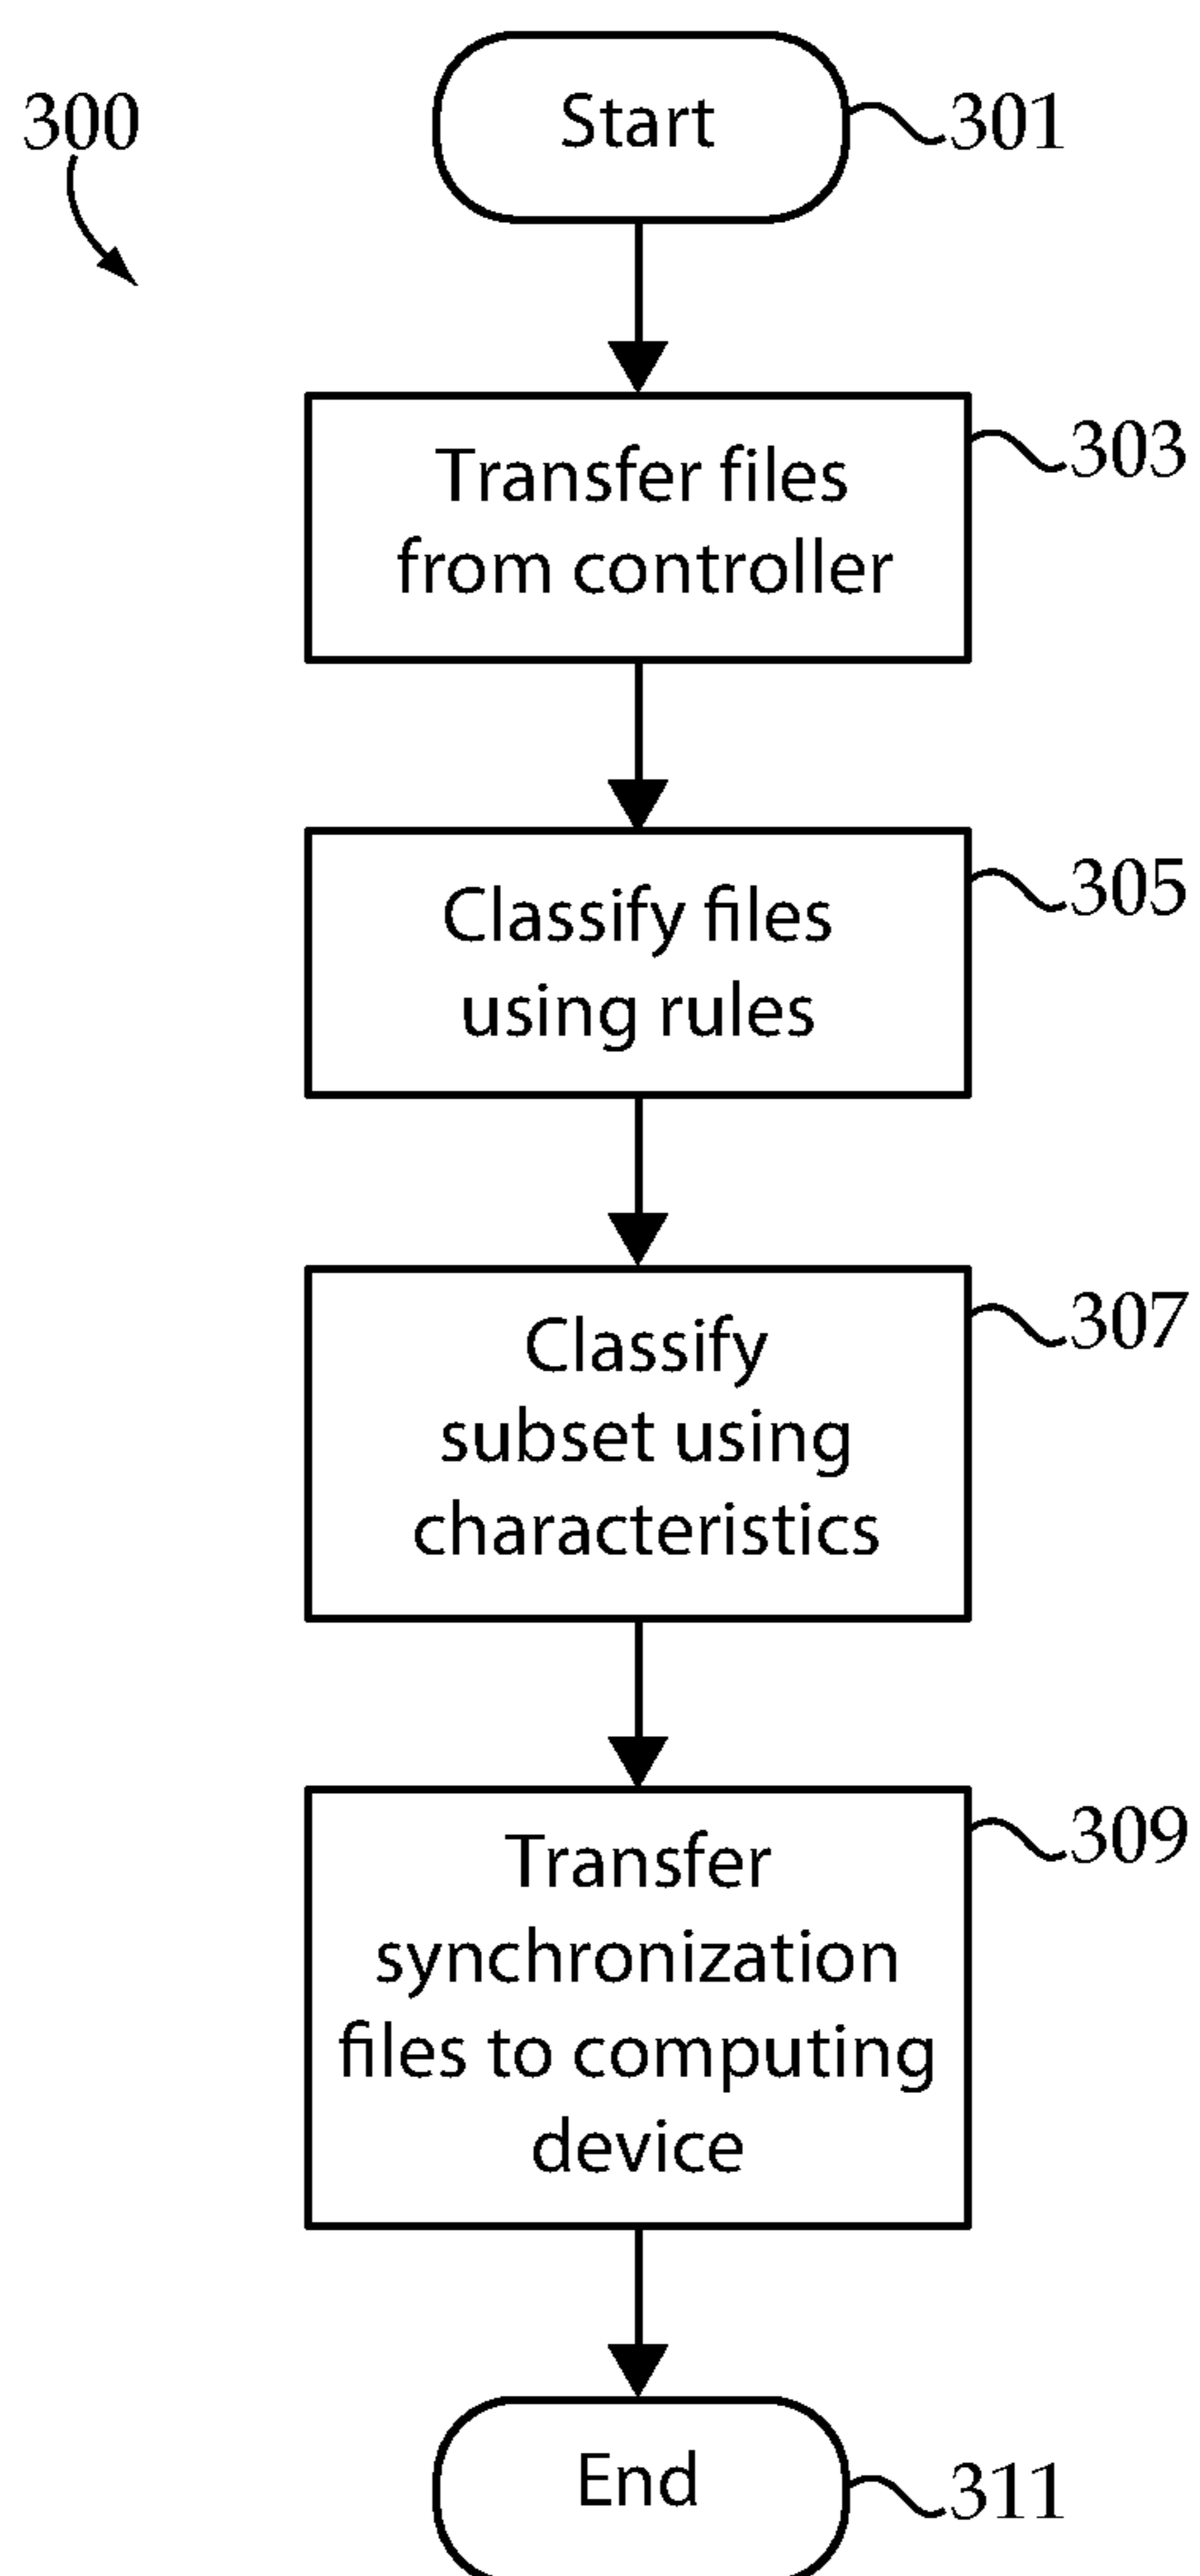 300
Start
301
Transfer files
from controller
303
Classify files
using rules
305
Classify
subset using
characteristics
307
Transfer
synchronization
files to computing
device
309
End
311